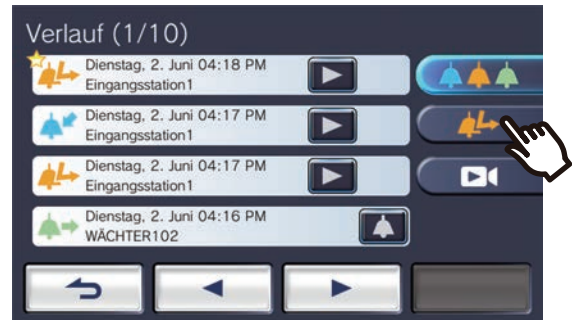 Verlauf (1/10)
Dienstag, 2. Juni 04:18 PM
Eingangsstation1
Dienstag, 2. Juni 04:17 PM
Eingangsstation1
Dienstag, 2. Juni 04:17 PM
Eingangsstation1
Dienstag, 2. Juni 04:16 PM
WÄCHTER102